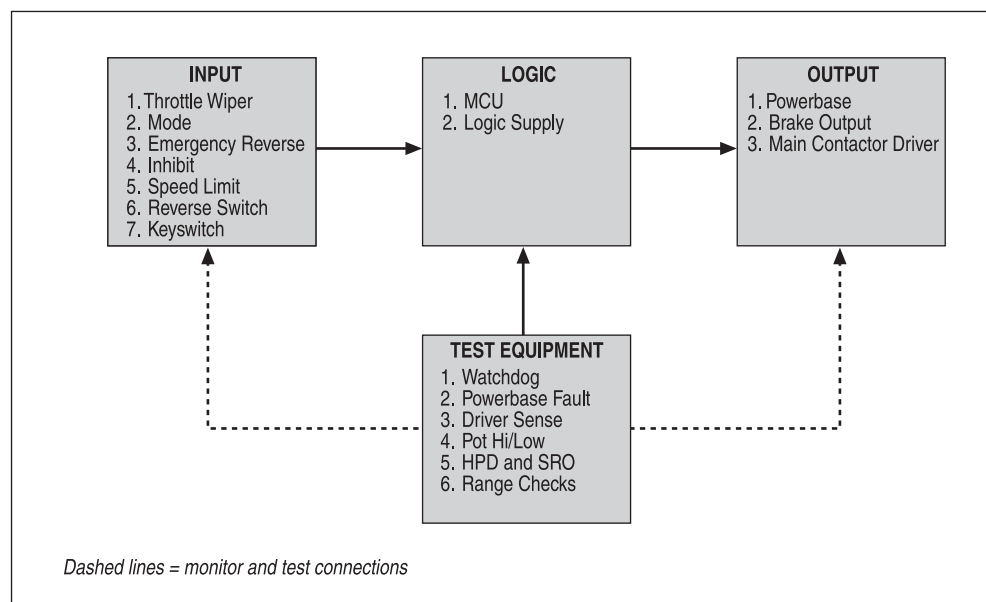 INPUT
1. Throttle Wiper
2. Mode
3. Emergency Reverse
4. Inhibit
5. Speed Limit
6. Reverse Switch
7. Keyswitch
LOGIC
1. MCU
2. Logic Supply
OUTPUT
1. Powerbase
2. Brake Output
3. Main Contactor Driver
TEST EQUIPMENT
1. Watchdog
2. Powerbase Fault
3. Driver Sense
4. Pot Hi/Low
5. HPD and SRO
6. Range Checks
Dashed lines = monitor and test connections